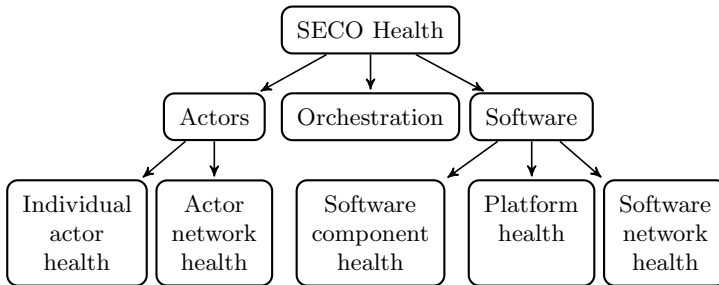 SECO Health
Actors
Orchestration
Software
Individual
actor
health
Actor
network
health
Software
component
health
Platform
health
Software
network
health